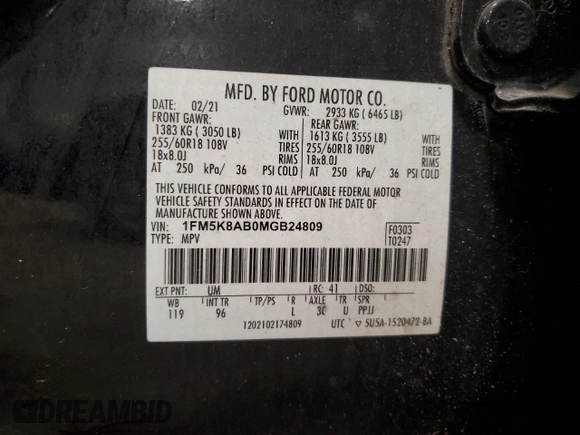 MFD. BY FORD MOTOR CO.
DATE: 02/21 GVWR: 2933 KG ( 6465 LB)
FRONT GAWR: REAR GAWR:
1383 KG ( 3050 LB) WITH 1613 KG ( 3555 LB) WITH
255/60R18 108V TIRES 255/60R18 108V TIRES
18x8.0J RIMS 18x8.0J RIMS
AT 250 kPa/ 36 PSI COLD AT 250 kPa/ 36 PSI COLD
THIS VEHICLE CONFORMS TO ALL APPLICABLE FEDERAL MOTOR
VEHICLE SAFETY STANDARDS IN EFFECT ON THE DATE OF
MANUFACTURE SHOWN ABOVE.
VIN: 1FM5K8AB0MGB24809 F0303
TYPE: MPV T0247
EXT PNT: UM RC: 41 DSO:
WB INT TR TP/PS R AXLE TR SPR
119 96 L 3C U PPJJ
1202102174809 UTC ▽ 5U5A-1520472-BA
DREAMBID